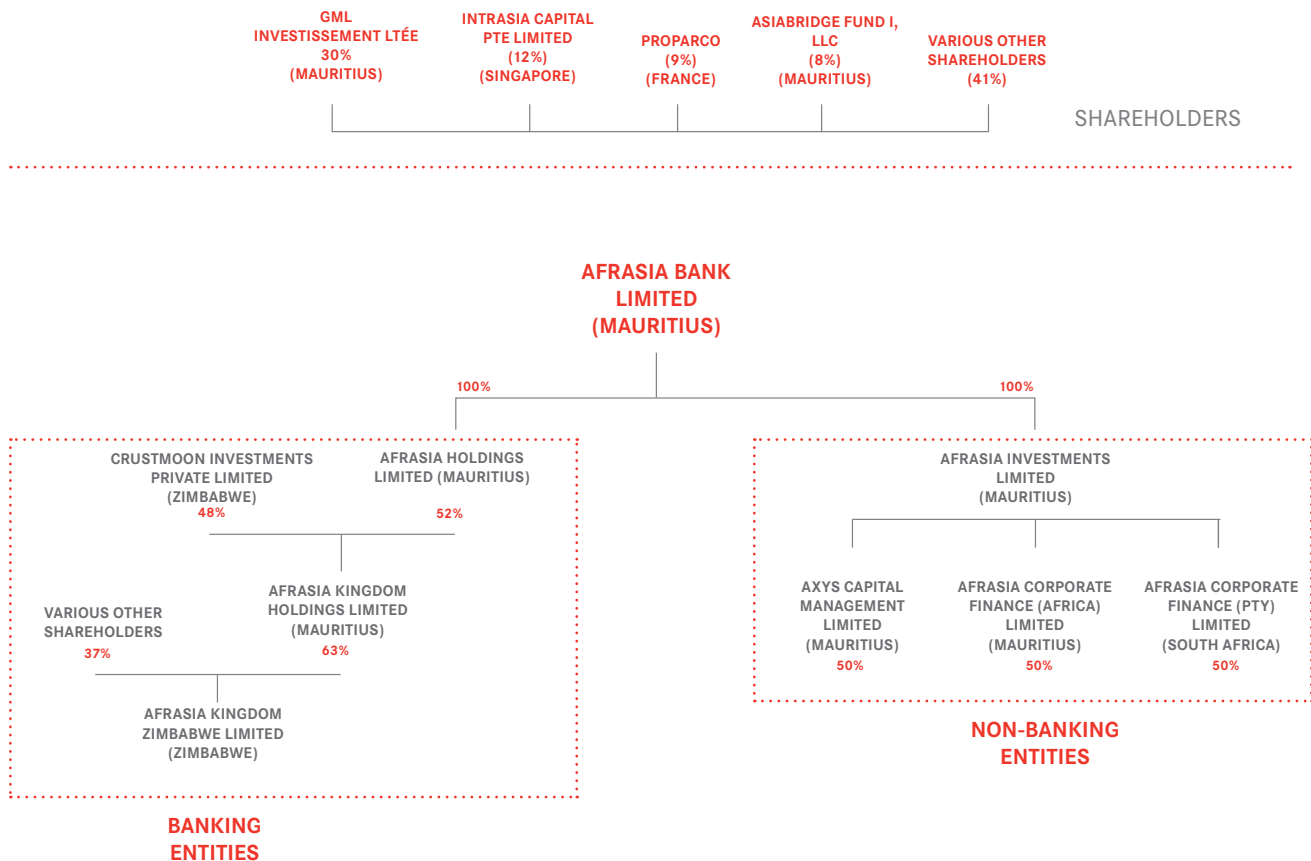 GML
INVESTISSEMENT LTÉE
30%
(MAURITIUS)
INTRASIA CAPITAL
PTE LIMITED
(12%)
(SINGAPORE)
PROPARCO
(9%)
(FRANCE)
ASIABRIDGE FUND I,
LLC
(8%)
(MAURITIUS)
VARIOUS OTHER
SHAREHOLDERS
(41%)
SHAREHOLDERS
AFRASIA BANK
LIMITED
(MAURITIUS)
100%
100%
CRUSTMOON INVESTMENTS
PRIVATE LIMITED
(ZIMBABWE)
48%
AFRASIA HOLDINGS
LIMITED (MAURITIUS)
52%
VARIOUS OTHER
SHAREHOLDERS
37%
AFRASIA KINGDOM
HOLDINGS LIMITED
(MAURITIUS)
63%
AFRASIA KINGDOM
ZIMBABWE LIMITED
(ZIMBABWE)
BANKING
ENTITIES
AFRASIA INVESTMENTS
LIMITED
(MAURITIUS)
AXYS CAPITAL
MANAGEMENT
LIMITED
(MAURITIUS)
50%
AFRASIA CORPORATE
FINANCE (AFRICA)
LIMITED
(MAURITIUS)
50%
AFRASIA CORPORATE
FINANCE (PTY)
LIMITED
(SOUTH AFRICA)
50%
NON-BANKING
ENTITIES